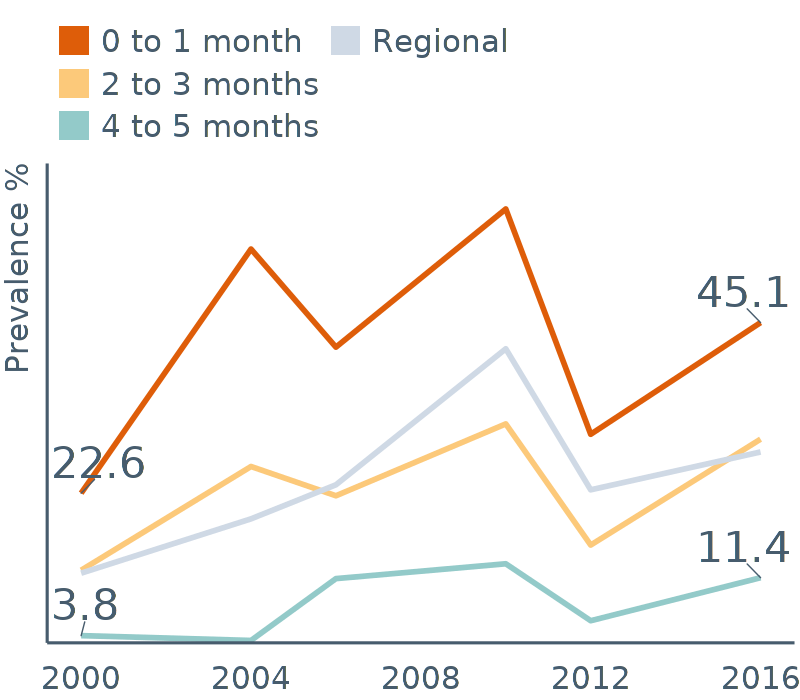 0 to 1 month
Regional
2 to 3 months
4 to 5 months
Prevalence %
45.1
22.6
11.4
3.8
2000 2004 2008 2012 2016